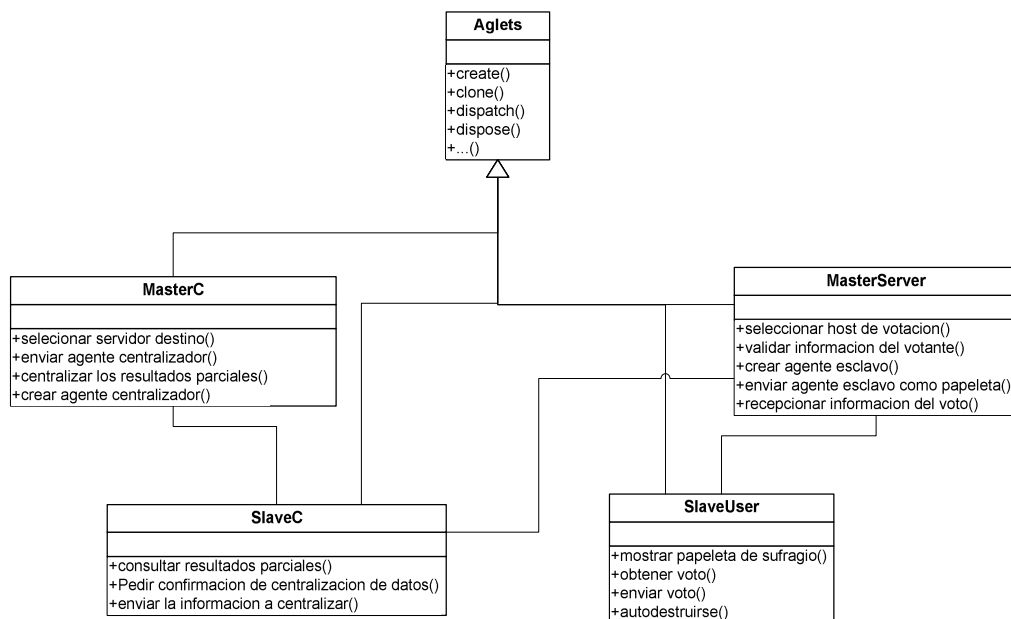 Aglets
+create()
+clone()
+dispatch()
+dispose()
+...()
MasterC
+selecionar servidor destino()
+enviar agente centralizador()
+centralizar los resultados parciales()
+crear agente centralizador()
MasterServer
+seleccionar host de votacion()
+validar informacion del votante()
+crear agente esclavo()
+enviar agente esclavo como papeleta()
+recepcionar informacion del voto()
SlaveC
+consultar resultados parciales()
+Pedir confirmacion de centralizacion de datos()
+enviar la informacion a centralizar()
SlaveUser
+mostrar papeleta de sufragio()
+obtener voto()
+enviar voto()
+autodestruirse()